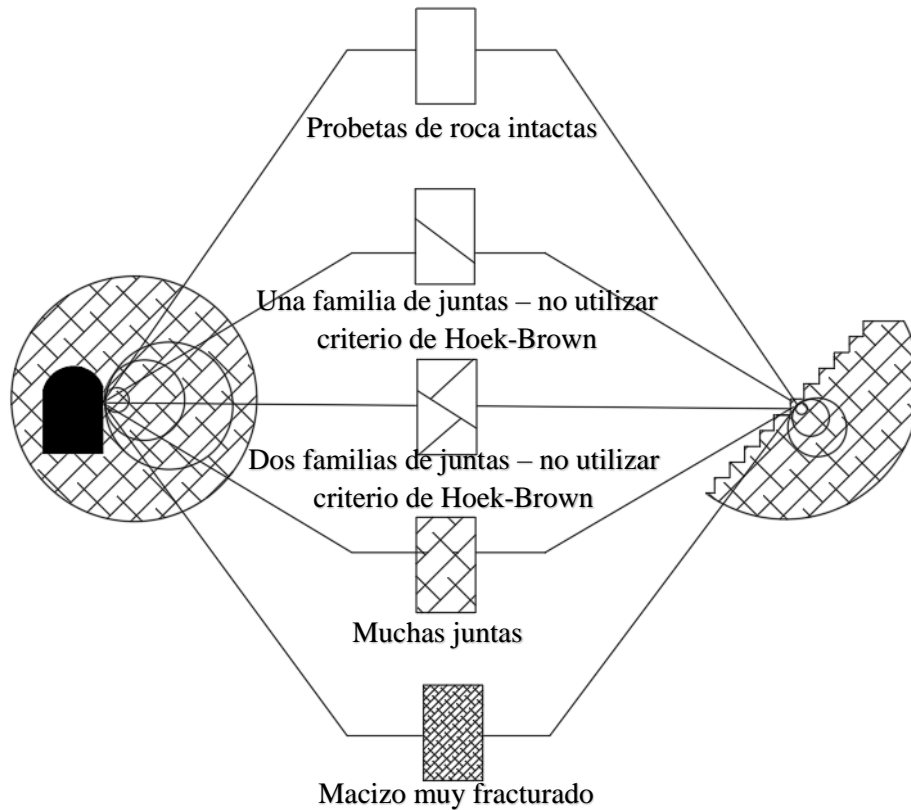 Probetas de roca intactas
Una familia de juntas – no utilizar
criterio de Hoek-Brown
Dos familias de juntas – no utilizar
criterio de Hoek-Brown
Muchas juntas
Macizo muy fracturado